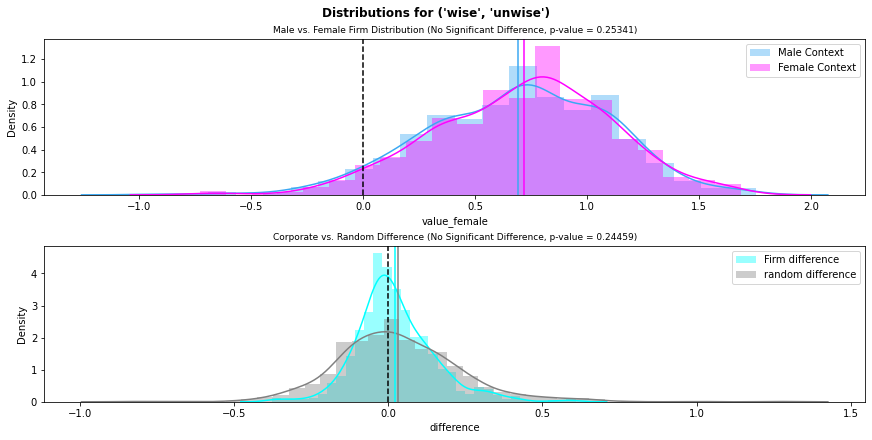 Distributions for ('wise', 'unwise')
Male vs. Female Firm Distribution (No Significant Difference, p-value = 0.25341)
Male Context
Female Context
Density
1.2
1.0
0.8
0.6
0.4
0.2
0.0
−1.0 −0.5 0.0 0.5 1.0 1.5 2.0
value_female
Corporate vs. Random Difference (No Significant Difference, p-value = 0.24459)
Firm difference
random difference
Density
4
3
2
1
0
−1.0 −0.5 0.0 0.5 1.0 1.5
difference